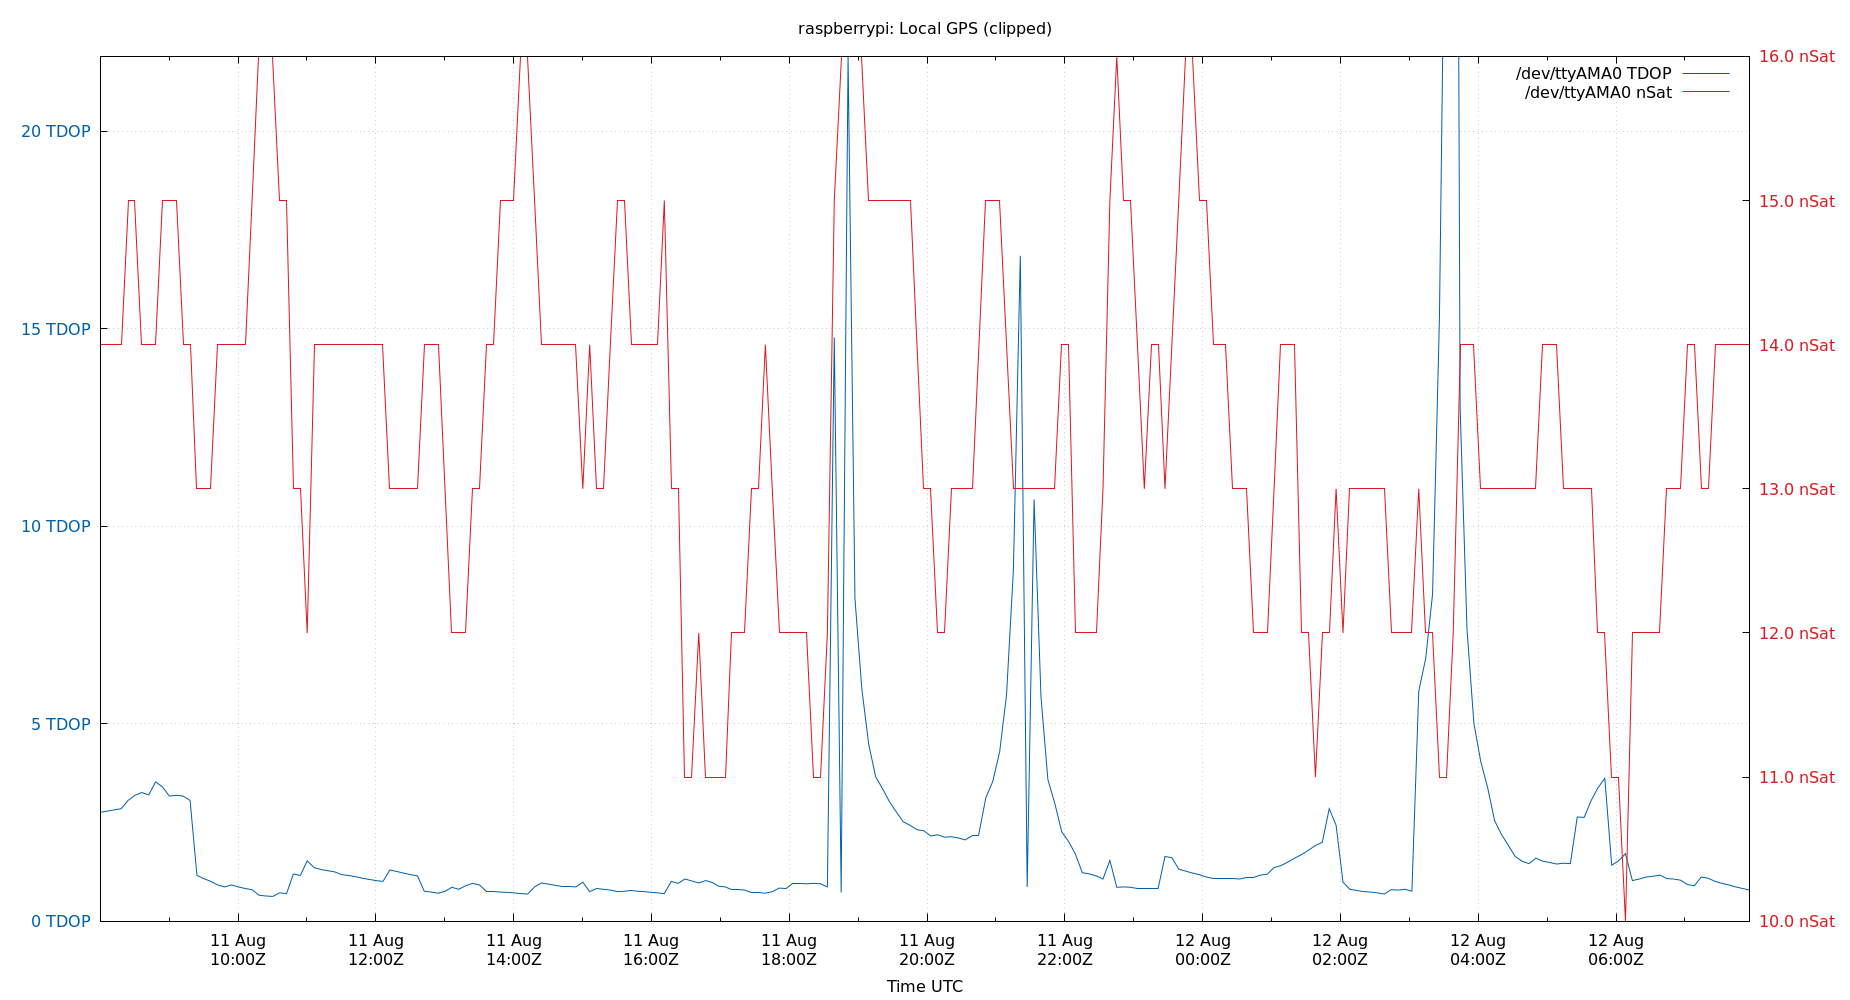 raspberrypi: Local GPS (clipped)
16.0 nSat
/dev/ttyAMA0 TDOP
/dev/ttyAMA0 nSat
20 TDOP
15.0 nSat
15 TDOP
14.0 nSat
13.0 nSat
10 TDOP
12.0 nSat
5 TDOP
11.0 nSat
0 TDOP
10.0 nSat
11 Aug 11 Aug 11 Aug 11 Aug 11 Aug 11 Aug 11 Aug 12 Aug 12 Aug 12 Aug 12 Aug
10:00Z 12:00Z 14:00Z 16:00Z 18:00Z 20:00Z 22:00Z 00:00Z 02:00Z 04:00Z 06:00Z
Time UTC